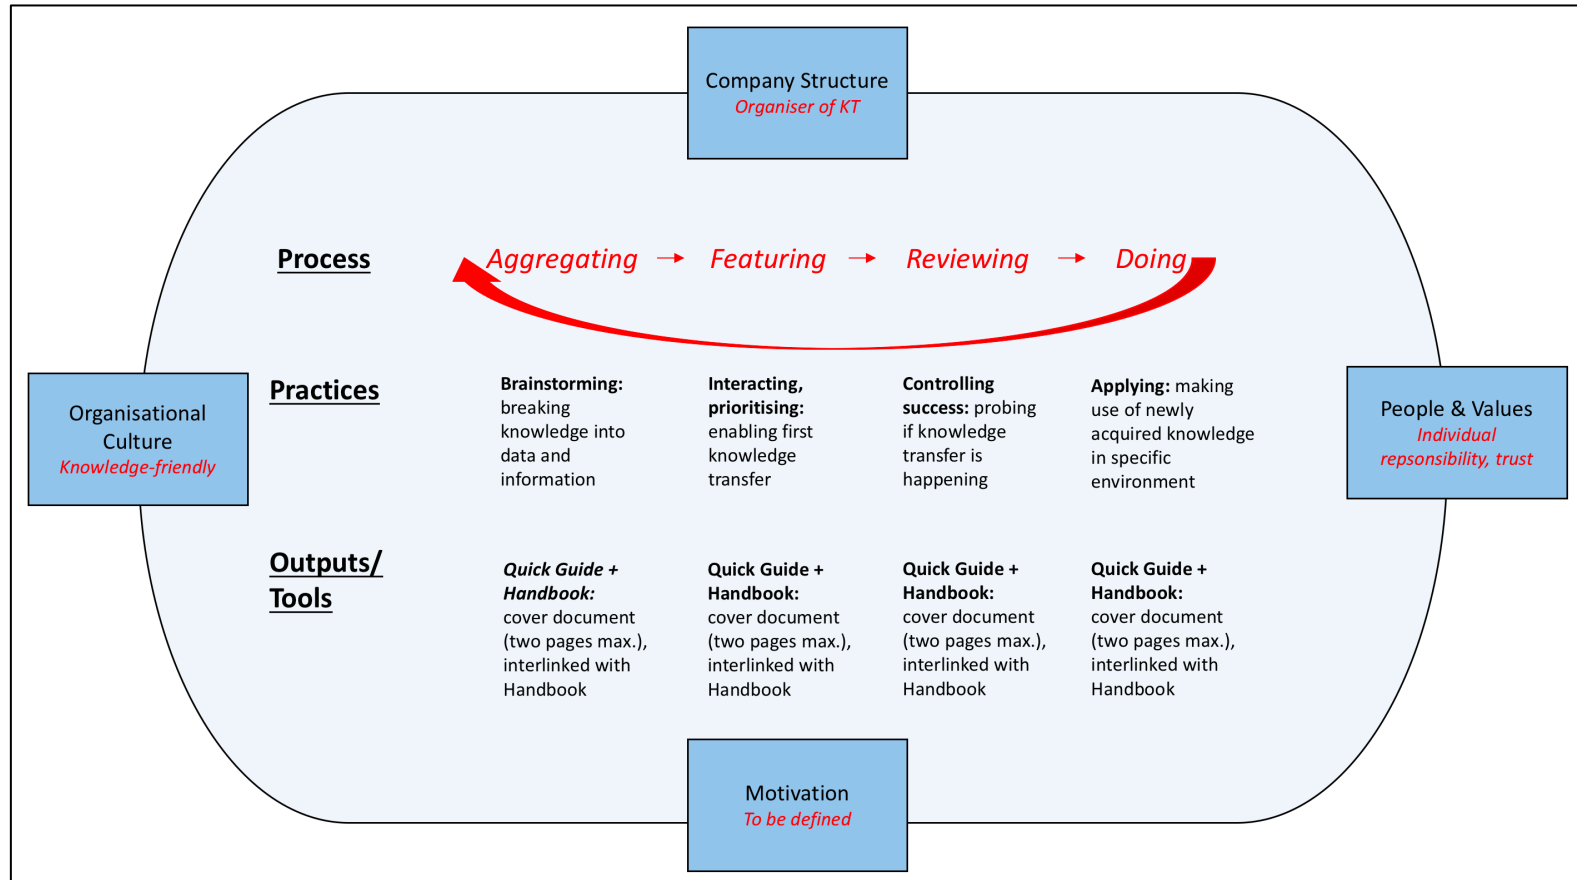 Company Structure
Organiser of KT
Process
Aggregating
Featuring
Reviewing
Doing
Organisational
Culture
Knowledge-friendly
People & Values
Individual
repsonsibility, trust
Practices
Brainstorming:
breaking
knowledge into
data and
information
Interacting,
prioritising:
enabling first
knowledge
transfer
Controlling
success: probing
if knowledge
transfer is
happening
Applying: making
use of newly
acquired knowledge
in specific
environment
Outputs/
Tools
Quick Guide +
Handbook:
cover document
(two pages max.),
interlinked with
Handbook
Quick Guide +
Handbook:
cover document
(two pages max.),
interlinked with
Handbook
Quick Guide +
Handbook:
cover document
(two pages max.),
interlinked with
Handbook
Quick Guide +
Handbook:
cover document
(two pages max.),
interlinked with
Handbook
Motivation
To be defined